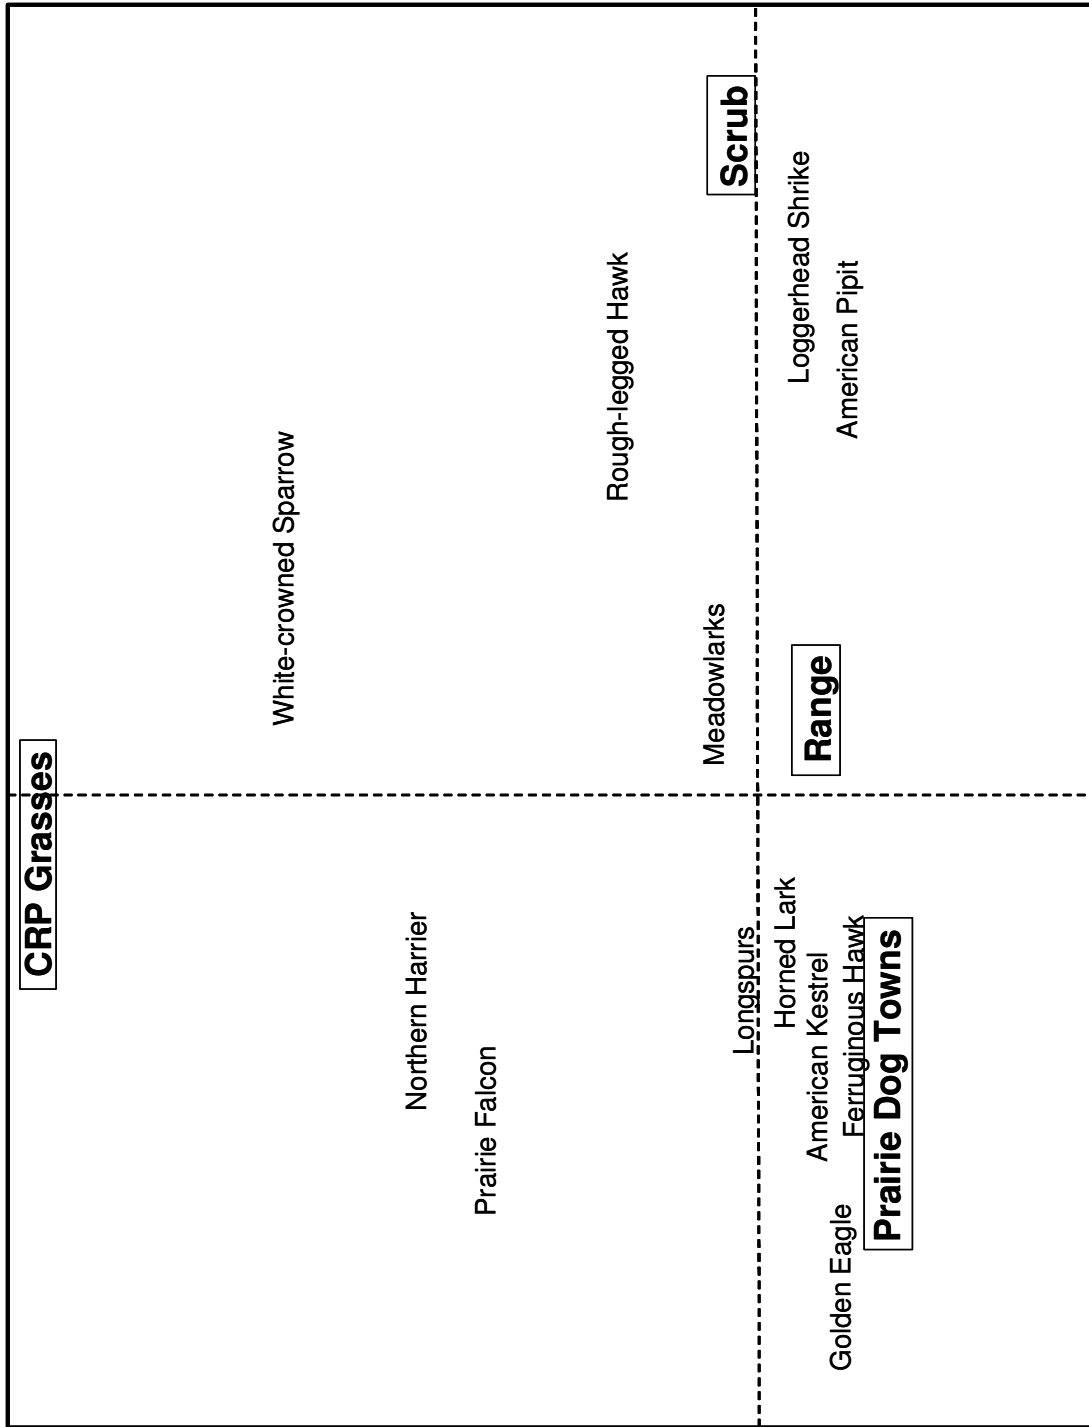 CRP Grasses
White-crowned Sparrow
Northern Harrier
Prairie Falcon
Rough-legged Hawk
Meadowlarks
Scrub
Longspurs
Horned Lark
Loggerhead Shrike
American Kestrel
Range
Golden Eagle
American Pipit
Ferruginous Hawk
Prairie Dog Towns